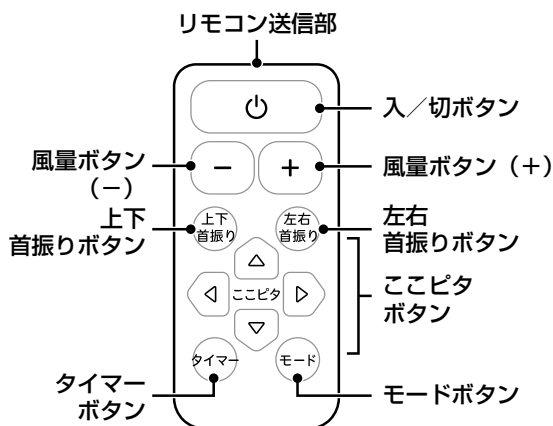 リモコン送信部
入／切ボタン
風量ボタン
（－）
－
＋
風量ボタン（＋）
上下
首振りボタン
上下
首振り
左右
首振り
左右
首振りボタン
ここピタ
ここピタ
ボタン
タイマー
モード
タイマー
ボタン
モードボタン